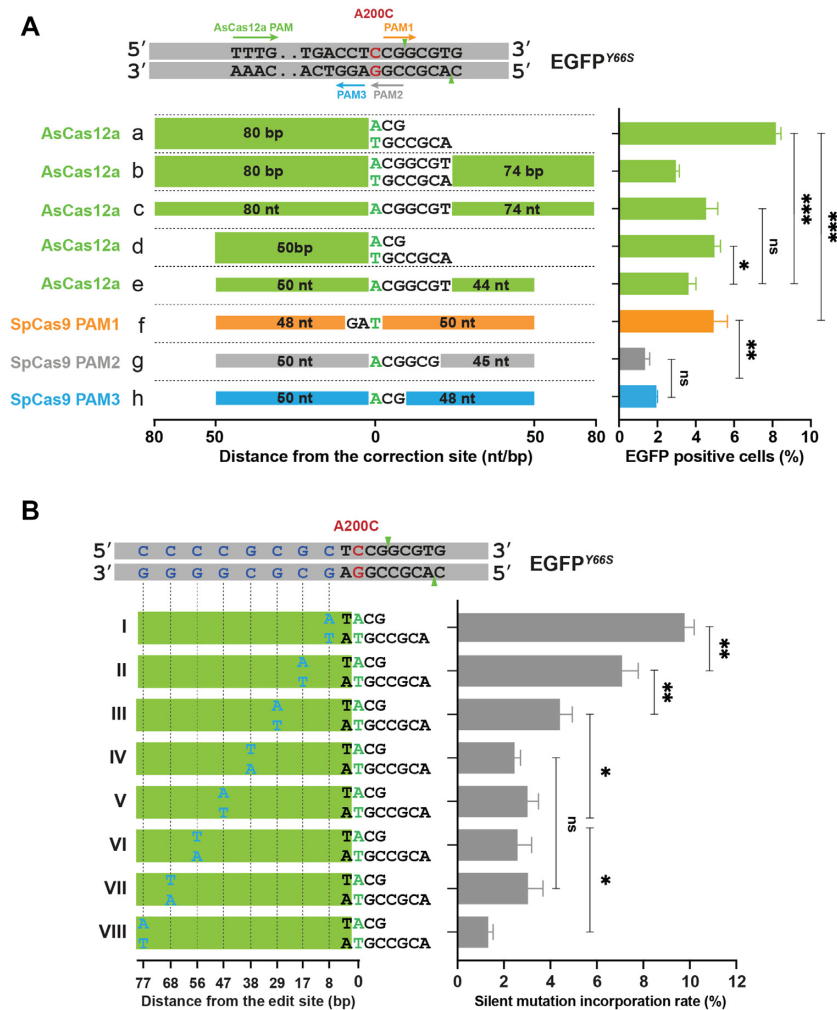 A
A200C
AsCas12a PAM
PAM1
5′ TTTG..TGACCTCCGGCGTG 3′
3′ AAAC..ACTGGAGGCCGCAC 5′
EGFP Y66S
PAM3 PAM2
AsCas12a a 80 bp ACG
TGCCGCA
AsCas12a b 80 bp ACGGCGT 74 bp
TGCCGCA
AsCas12a c 80 nt ACGGCGT 74 nt
AsCas12a d 50bp ACG
TGCCGCA
AsCas12a e 50 nt ACGGCGT 44 nt
SpCas9 PAM1 f 48 nt GAT 50 nt
SpCas9 PAM2 g 50 nt ACGGCG 45 nt
SpCas9 PAM3 h 50 nt ACG 48 nt
80 50 0 50 80
Distance from the correction site (nt/bp)
*** *** ns * ** ns
0 2 4 6 8 10
EGFP positive cells (%)
B
A200C
5′ C C C C G C G C TCCGGCGTG 3′
3′ G G G G C G C G AGGCCGCAC 5′
EGFP Y66S
I A TACG
T ATGCCGCA
II A TACG
T ATGCCGCA
III A TACG
T ATGCCGCA
IV T TACG
A ATGCCGCA
V A TACG
T ATGCCGCA
VI T TACG
A ATGCCGCA
VII T TACG
A ATGCCGCA
VIII A TACG
T ATGCCGCA
77 68 56 47 38 29 17 8 0
Distance from the edit site (bp)
** ** * ns *
0 2 4 6 8 10 12
Silent mutation incorporation rate (%)